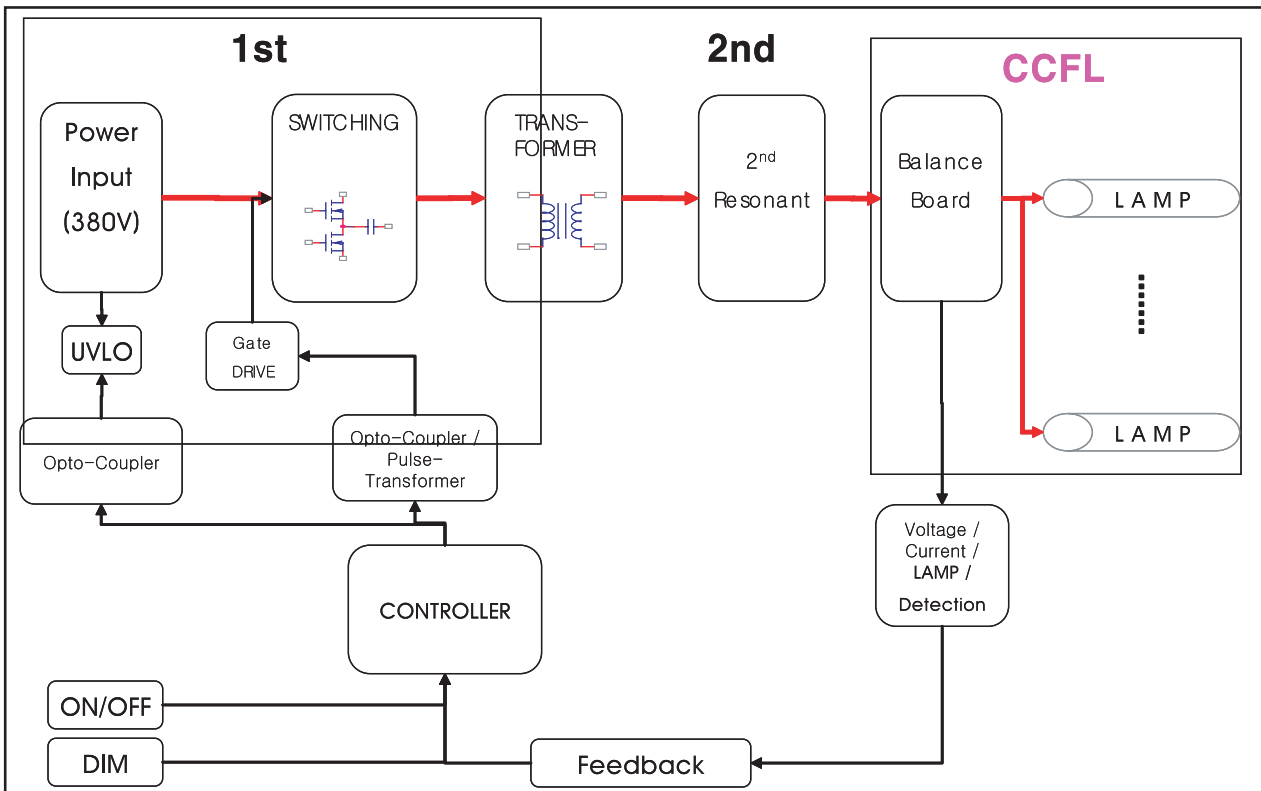 1st
2nd
CCFL
Power
Input
(380V)
SWITCHING
TRANS-
FORMER
2nd
Resonant
Balance
Board
LAMP
UVLO
Gate
DRIVE
Opto-Coupler
Opto-Coupler /
Pulse-
Transformer
LAMP
Voltage /
Current /
LAMP /
Detection
CONTROLLER
ON/OFF
DIM
Feedback